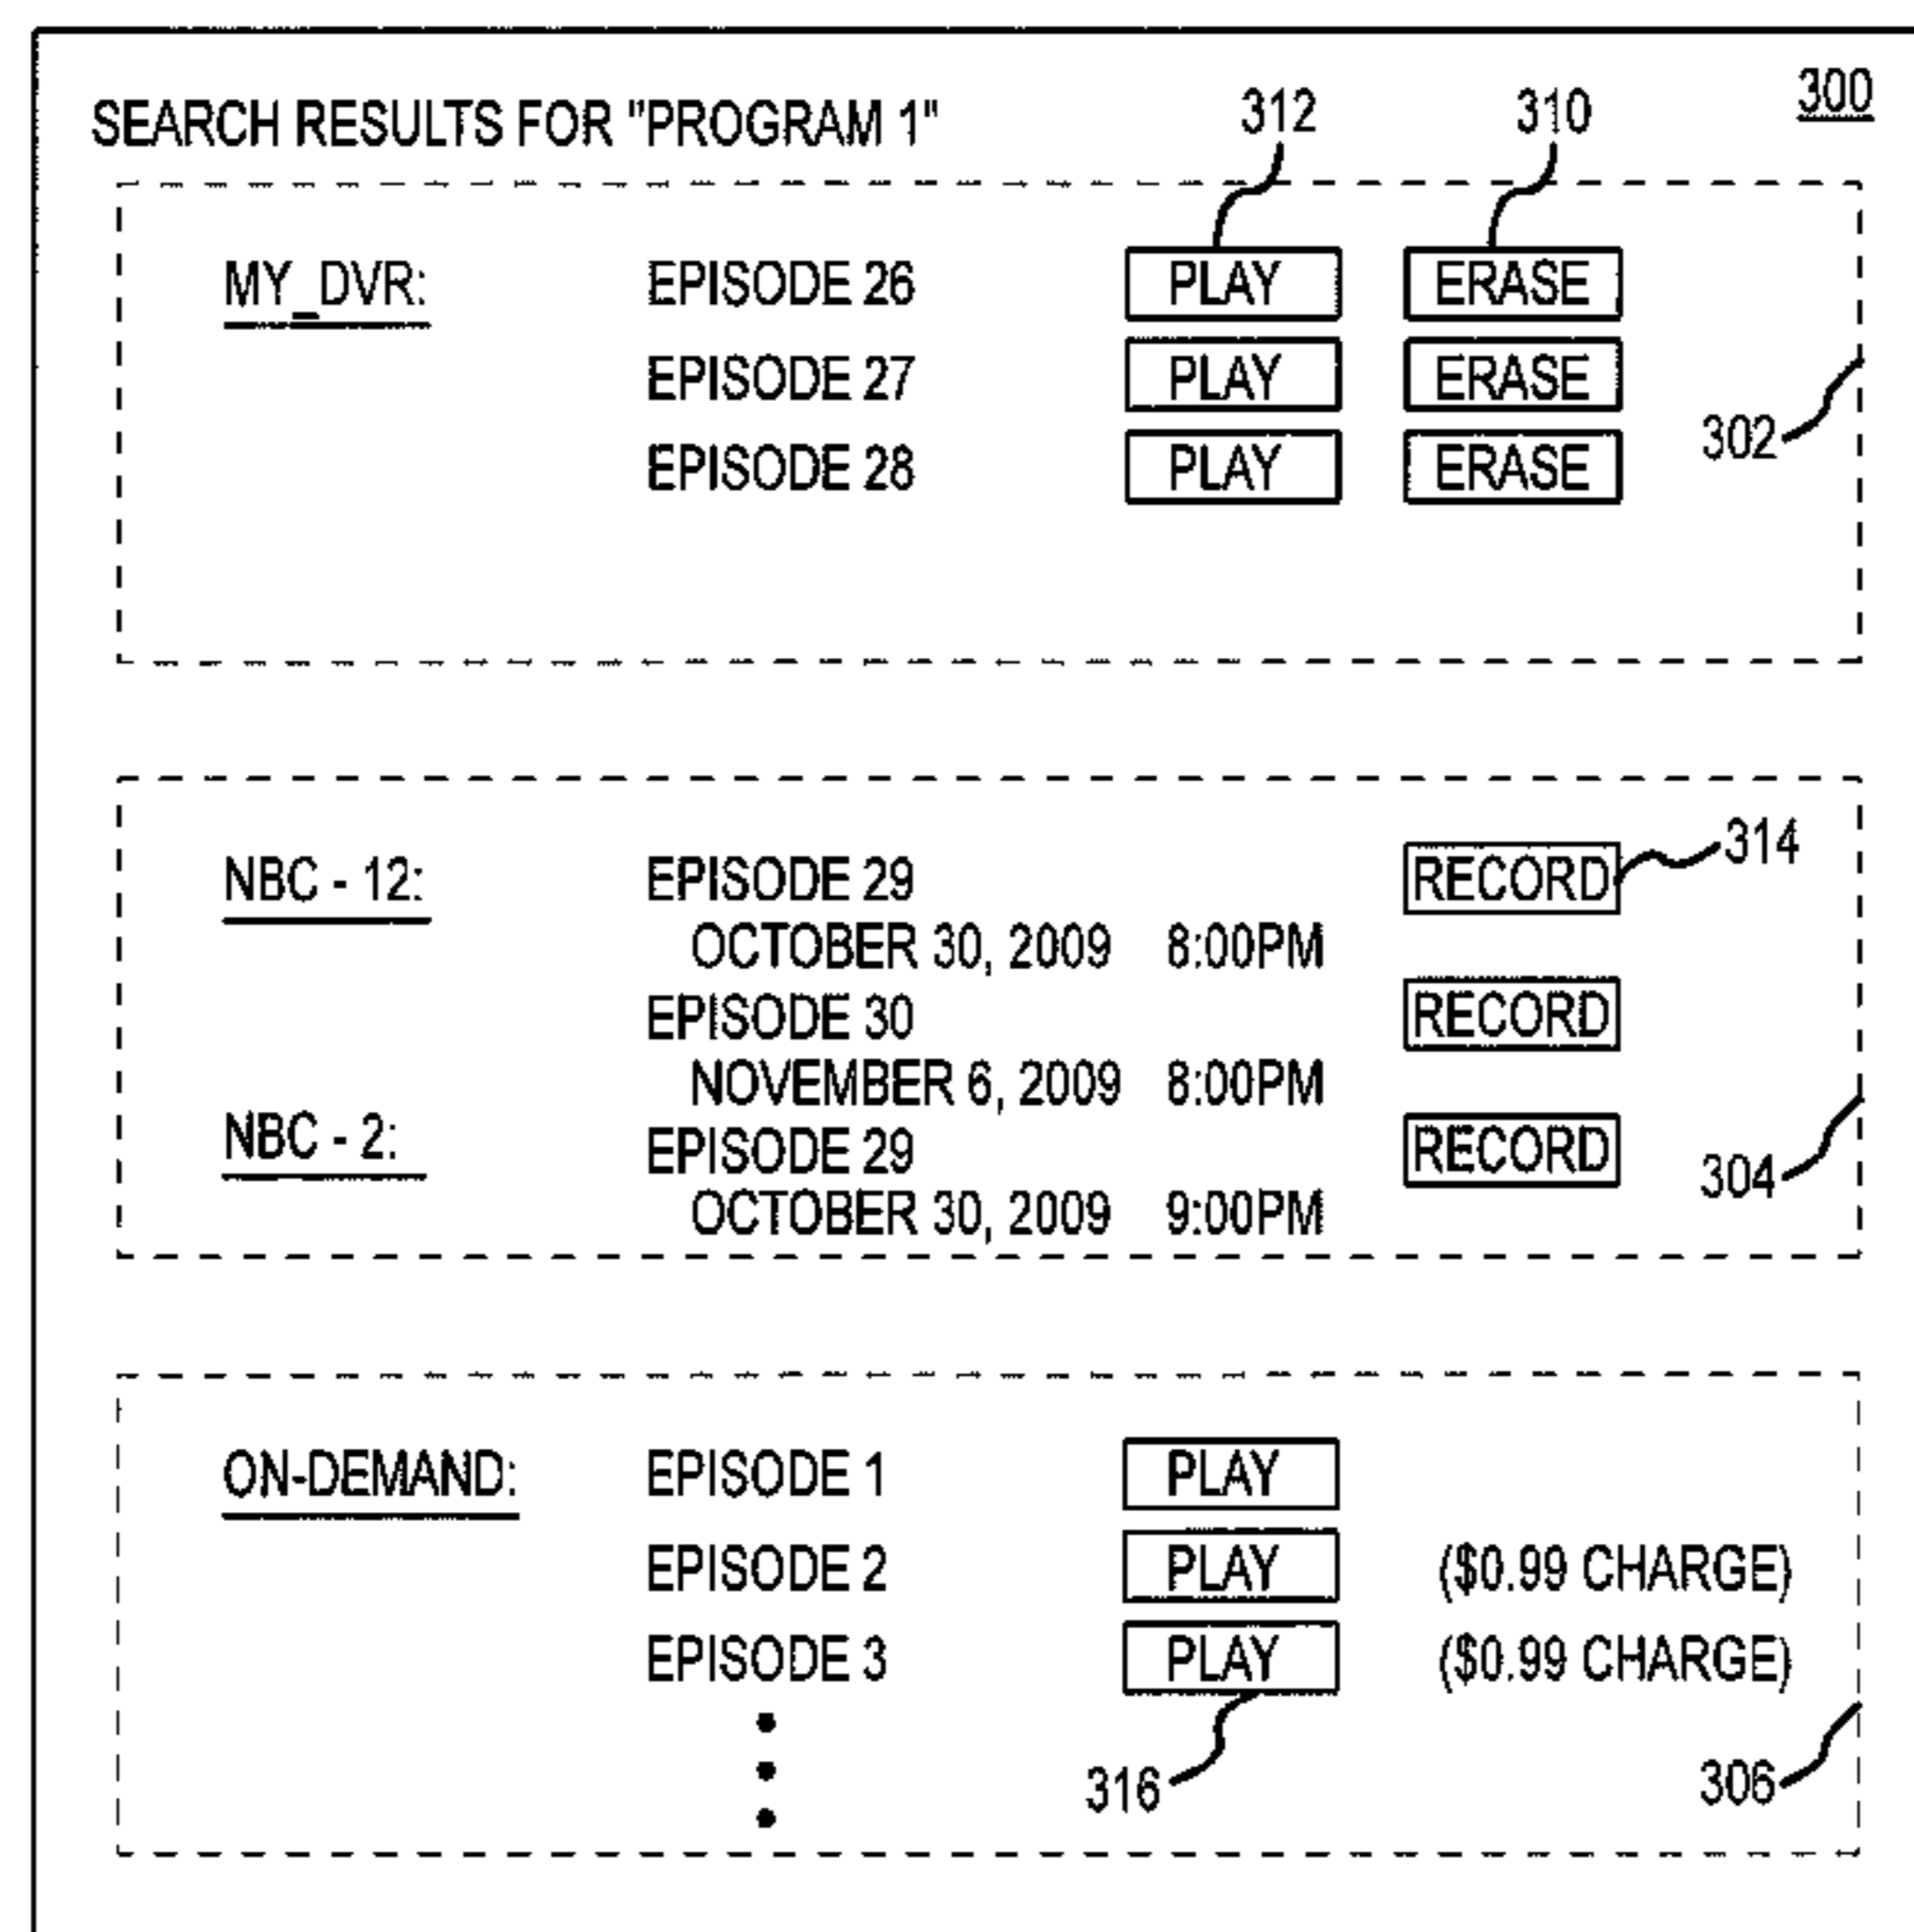 300
SEARCH RESULTS FOR "PROGRAM 1"
312
310
MY_DVR: EPISODE 26 PLAY ERASE
EPISODE 27 PLAY ERASE
302
EPISODE 28 PLAY ERASE
NBC - 12: EPISODE 29 RECORD 314
OCTOBER 30, 2009 8:00PM
EPISODE 30 RECORD
NOVEMBER 6, 2009 8:00PM
NBC - 2: EPISODE 29 RECORD
304
OCTOBER 30, 2009 9:00PM
ON-DEMAND: EPISODE 1 PLAY
EPISODE 2 PLAY ($0.99 CHARGE)
EPISODE 3 PLAY ($0.99 CHARGE)
316
306